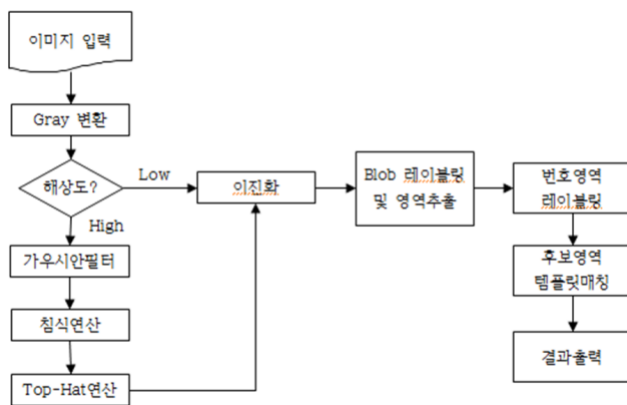 이미지 입력
Gray 변환
해상도?
Low
High
가우시안필터
침식연산
Top-Hat연산
이진화
Blob 레이블링
및 영역추출
번호영역
레이블링
후보영역
템플릿매칭
결과출력